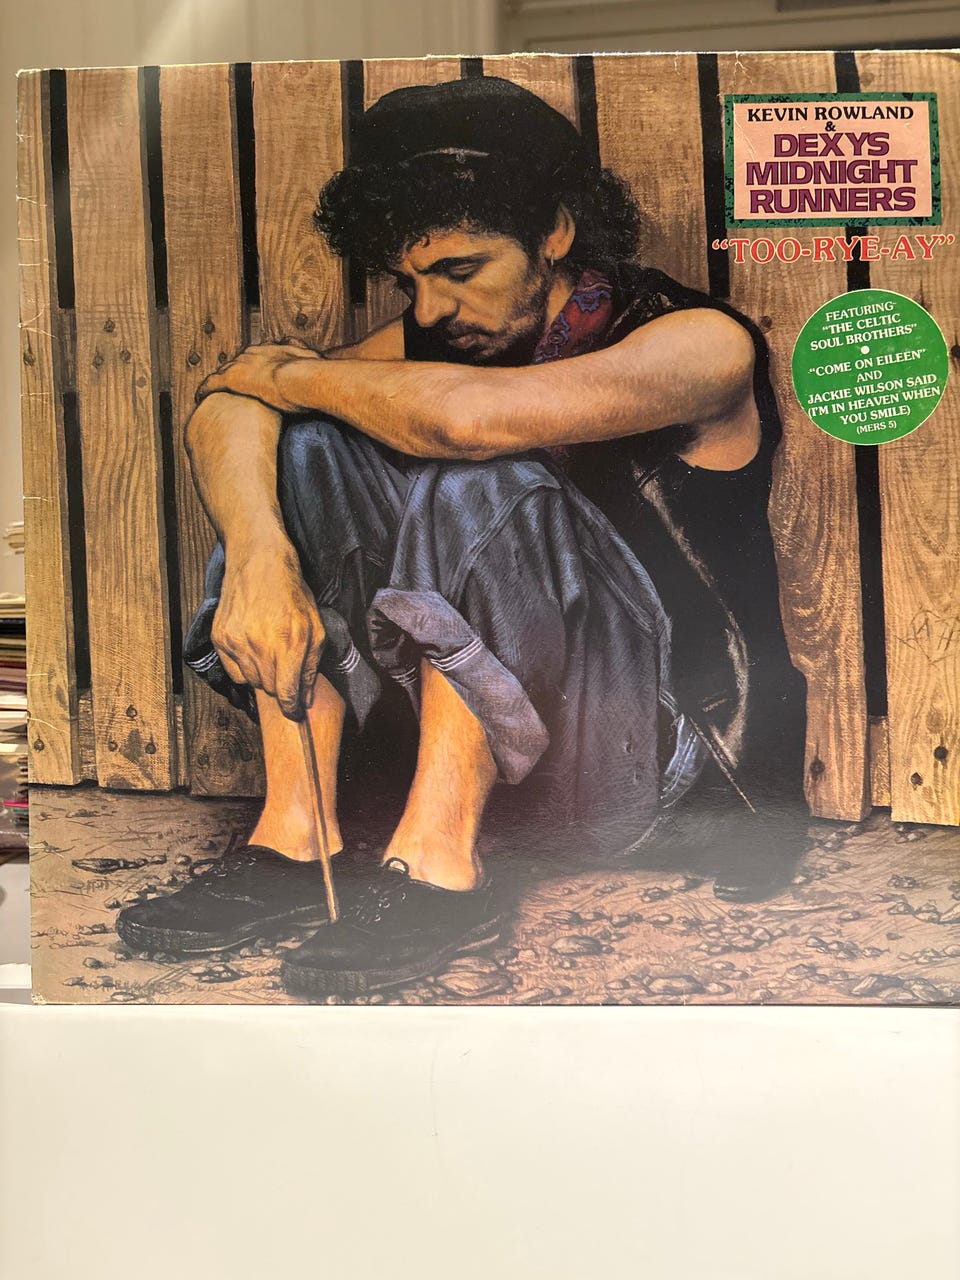 KEVIN ROWLAND
&
DEXYS
MIDNIGHT
RUNNERS
“TOO-RYE-AY”
FEATURING-
“THE CELTIC
SOUL BROTHERS”
“COME ON EILEEN”
AND
JACKIE WILSON SAID
(I'M IN HEAVEN WHEN
YOU SMILE)
(MERS 5)